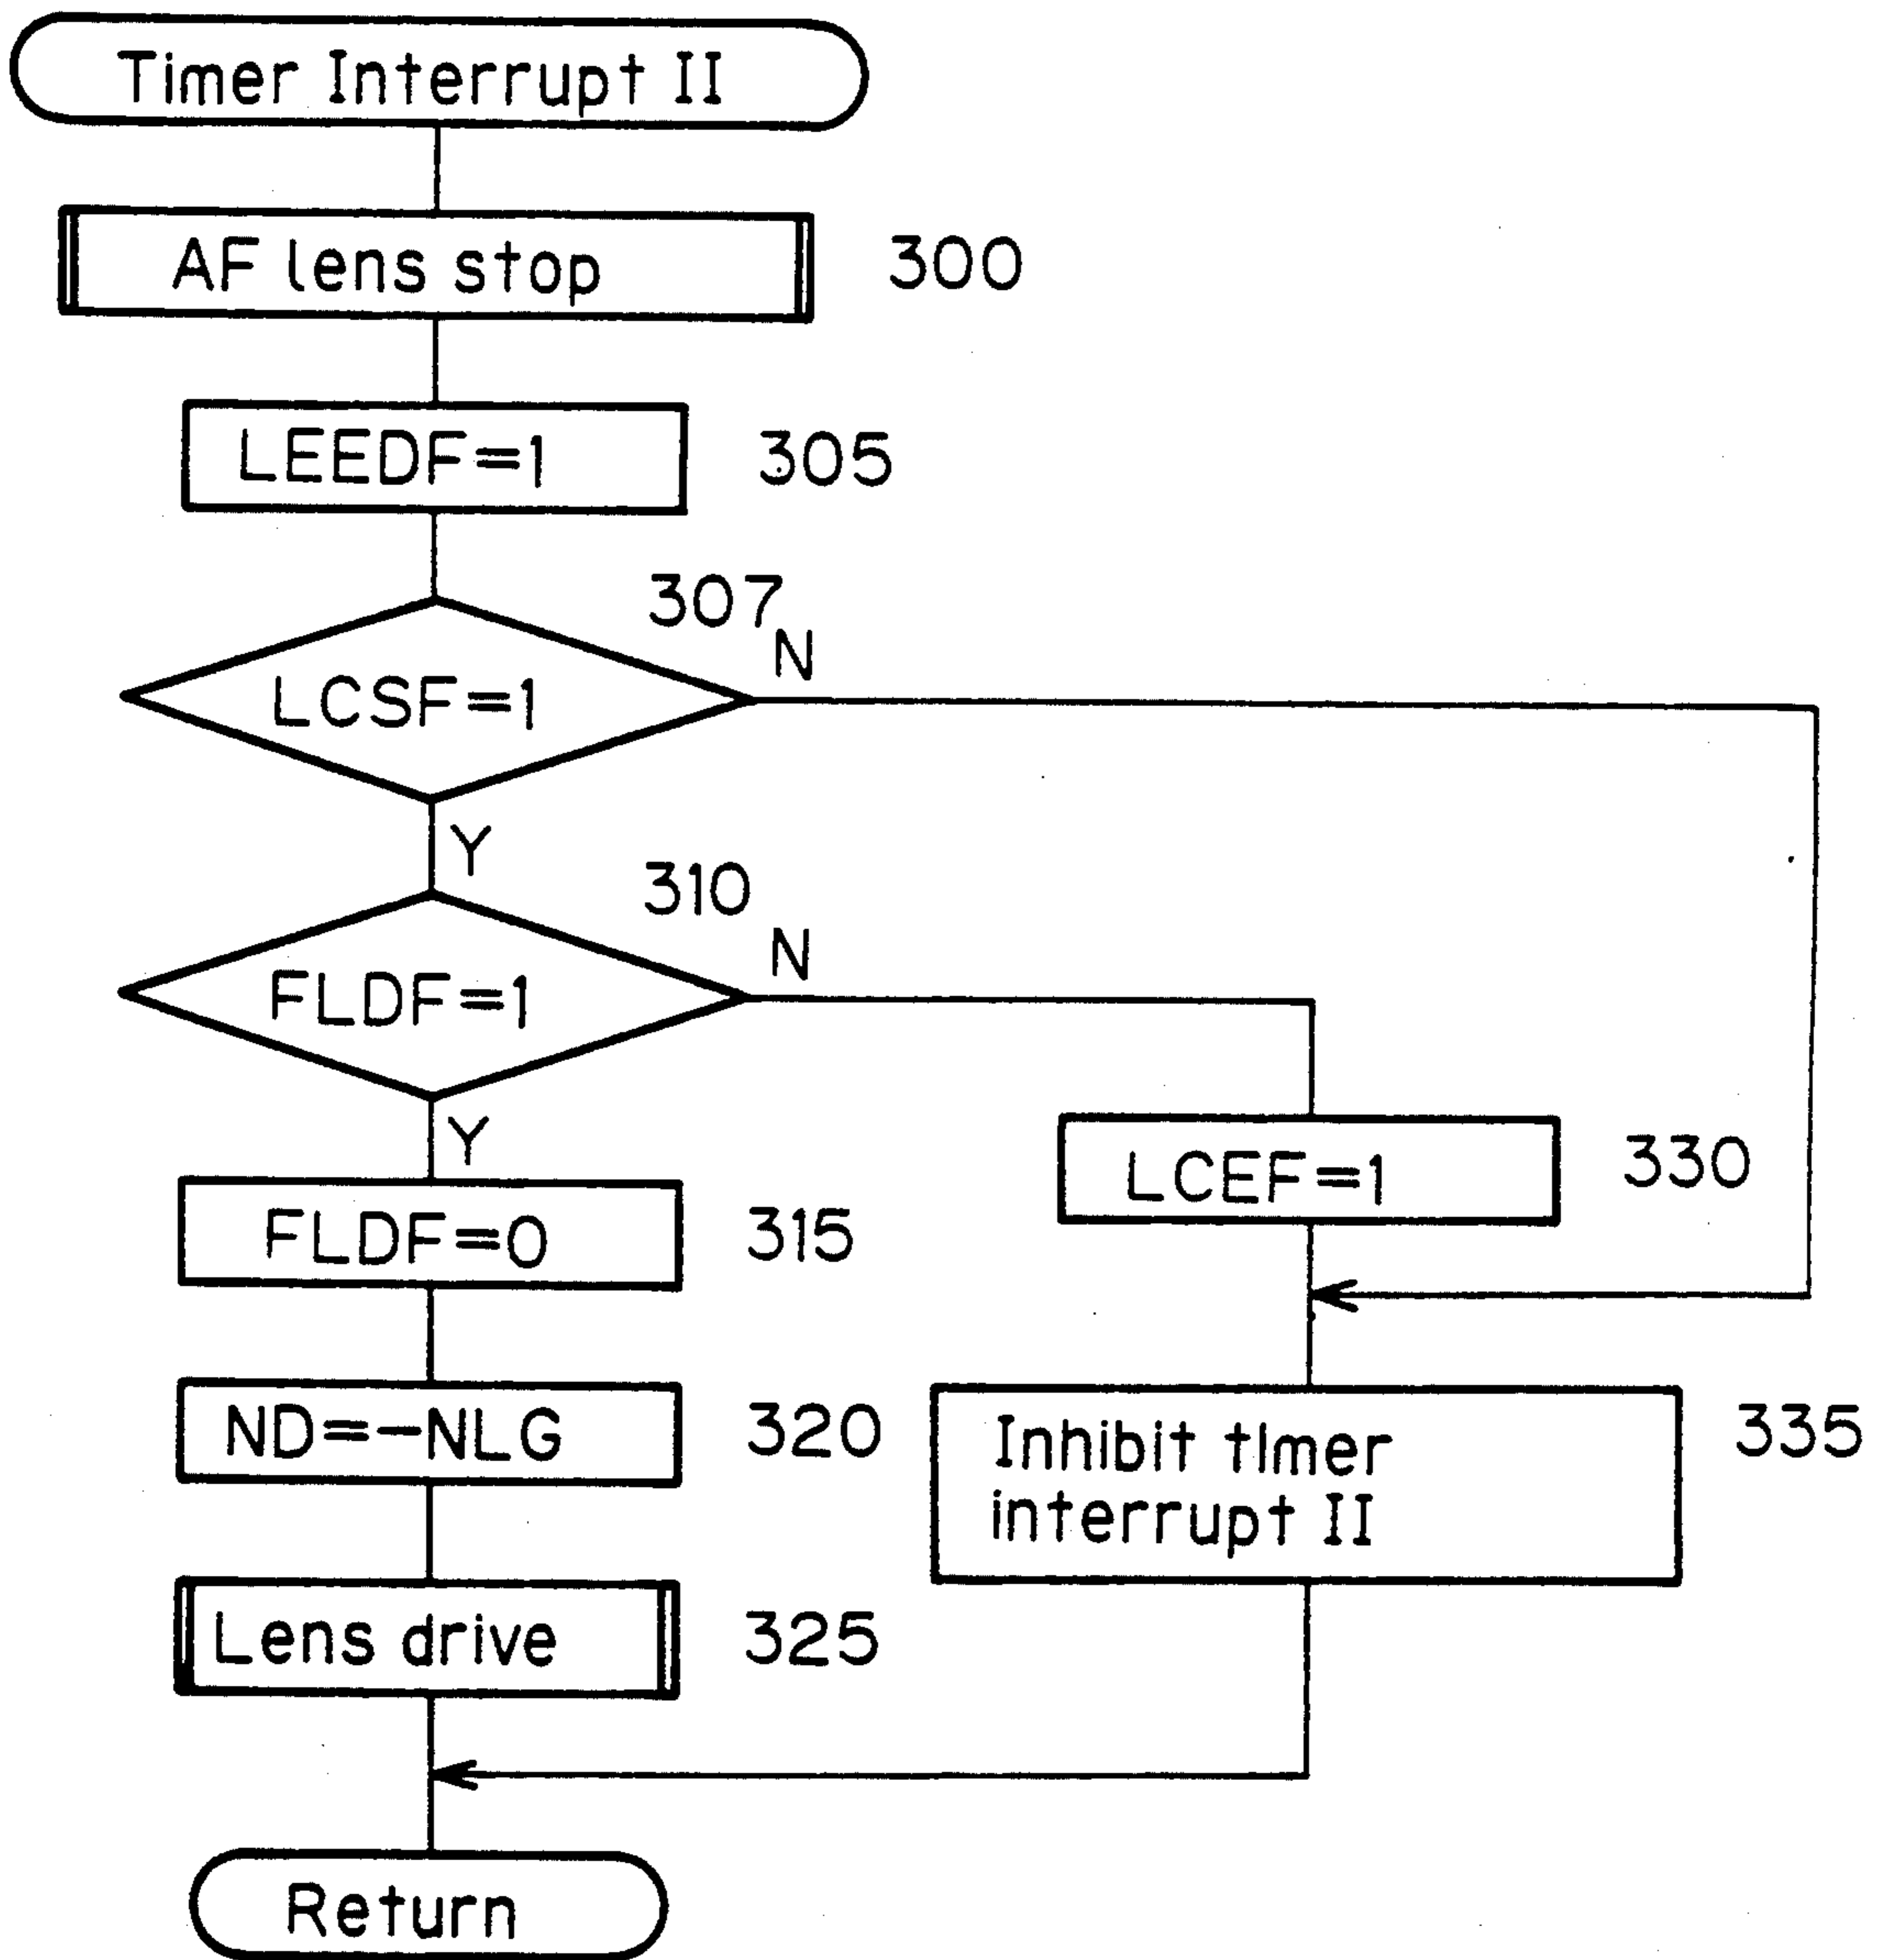 Timer Interrupt II
AF lens stop
300
LEEDF=1
305
307
LCSF=1
N
Y
310
FLDF=1
N
Y
FLDF=0
315
LCEF=1
330
ND=-NLG
320
Inhibit tImer
interrupt II
335
Lens drive
325
Return